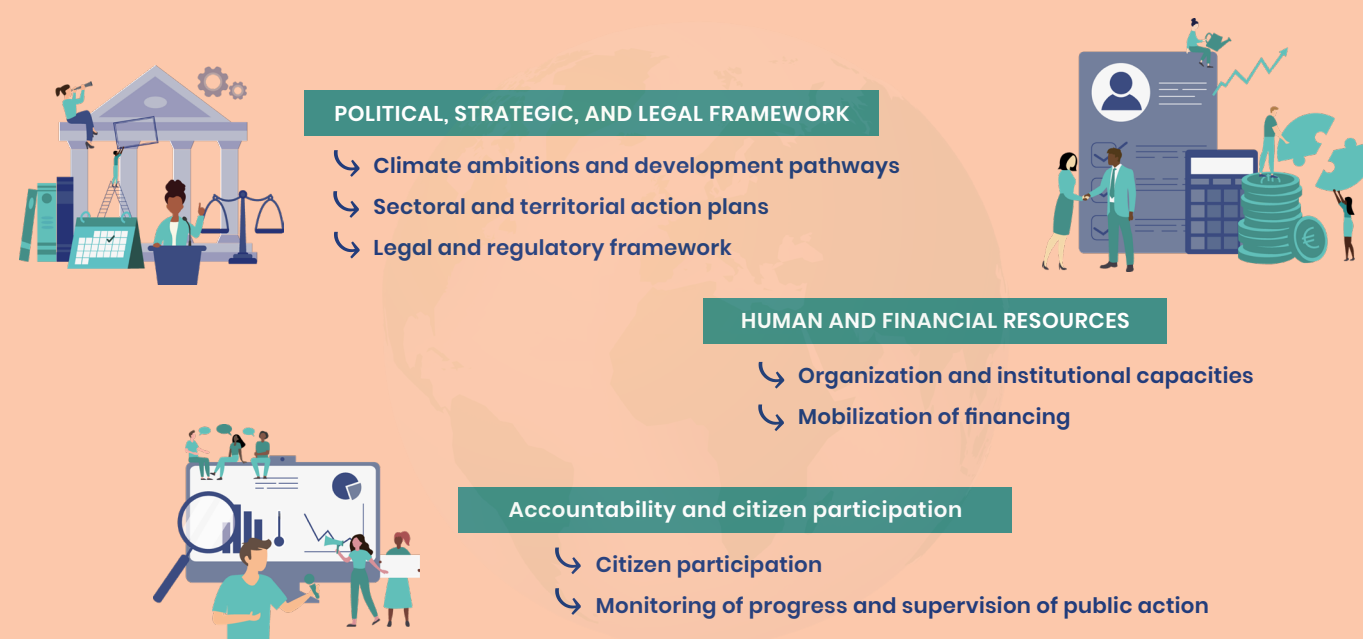 POLITICAL, STRATEGIC, AND LEGAL FRAMEWORK
Climate ambitions and development pathways
Sectoral and territorial action plans
Legal and regulatory framework
HUMAN AND FINANCIAL RESOURCES
Organization and institutional capacities
Mobilization of financing
Accountability and citizen participation
Citizen participation
Monitoring of progress and supervision of public action